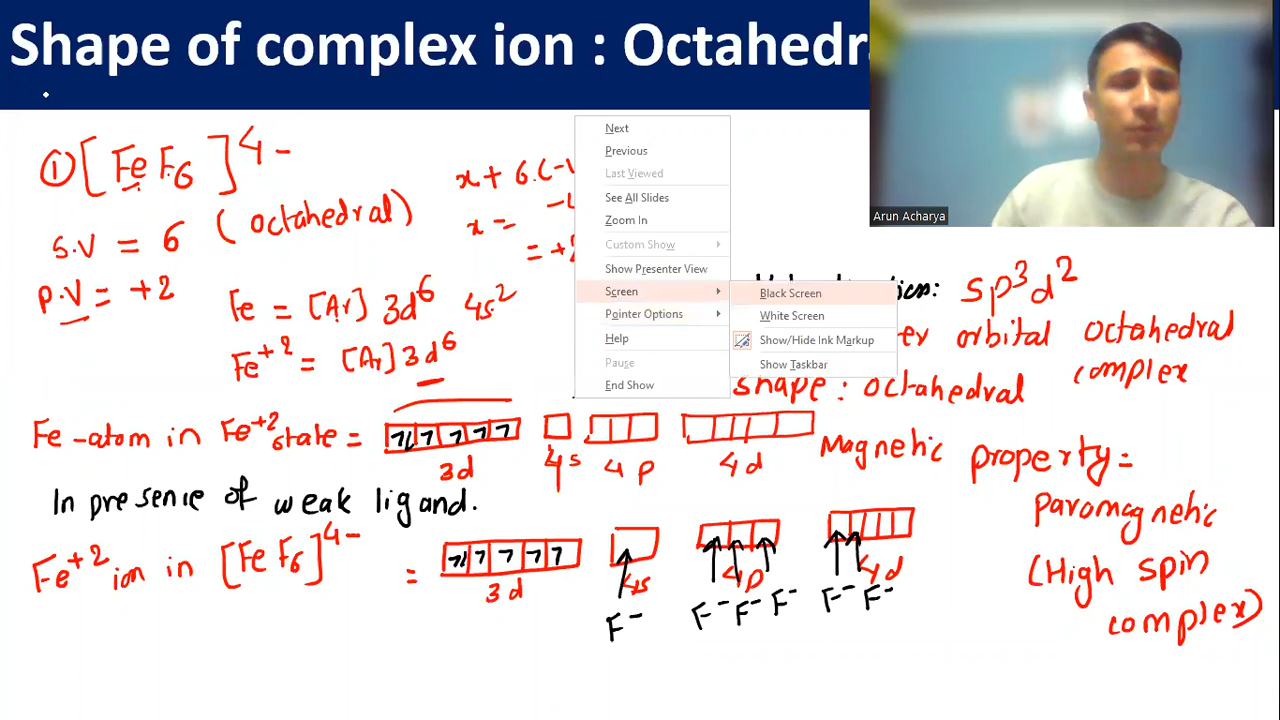 Shape of complex ion : Octahedra
Arun Acharya
① [FeF6]4-
S.V = 6 (octahedral)
P.V = +2
x + 6.(-
x =
= +2
Fe = [Ar] 3d6 4s2
Fe+2 = [Ar] 3d6
Next
Previous
Last Viewed
See All Slides
Zoom In
Custom Show
Show Presenter View
Screen
Pointer Options
Help
Pause
End Show
Black Screen
White Screen
Show/Hide Ink Markup
Show Taskbar
: sp3d2
er orbital octahedral
complex
shape : octahedral
Fe-atom in Fe+2 state =
3d 4s 4p 4d
Magnetic property =
Paramagnetic
(High spin
complex)
In presence of weak ligand.
Fe+2 ion in [FeF6]4- =
3d 4s 4p 4d
F- F- F- F- F- F-